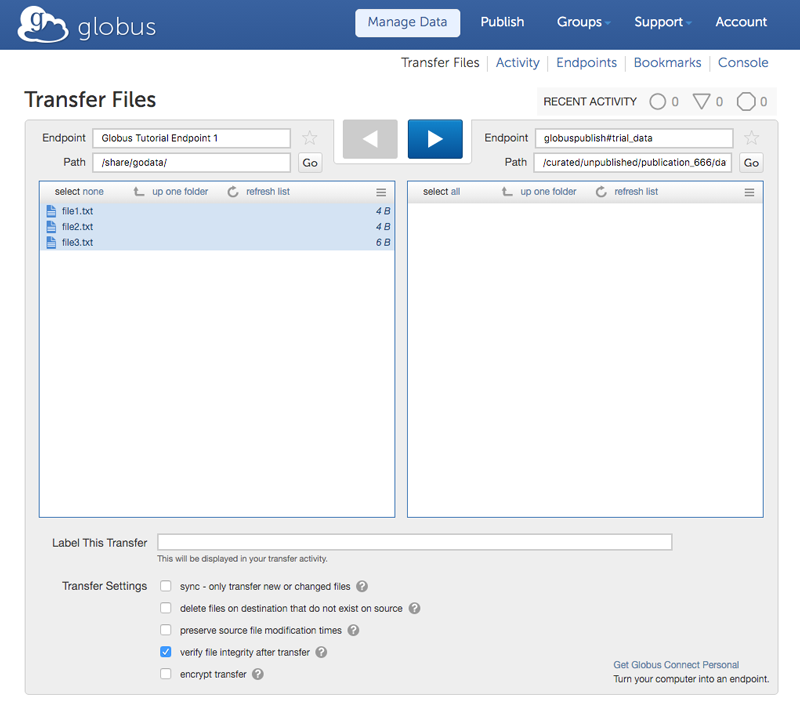 globus
Manage Data Publish Groups Support Account
Transfer Files Activity Endpoints Bookmarks Console
Transfer Files
RECENT ACTIVITY 0 0 0
Endpoint Globus Tutorial Endpoint 1
Path /share/godata/ Go
Endpoint globuspublish#trial_data
Path /curated/unpublished/publication_666/da Go
select none up one folder refresh list
file1.txt 4 B
file2.txt 4 B
file3.txt 6 B
select all up one folder refresh list
Label This Transfer
This will be displayed in your transfer activity.
Transfer Settings sync - only transfer new or changed files ?
delete files on destination that do not exist on source ?
preserve source file modification times ?
verify file integrity after transfer ?
encrypt transfer ?
Get Globus Connect Personal
Turn your computer into an endpoint.